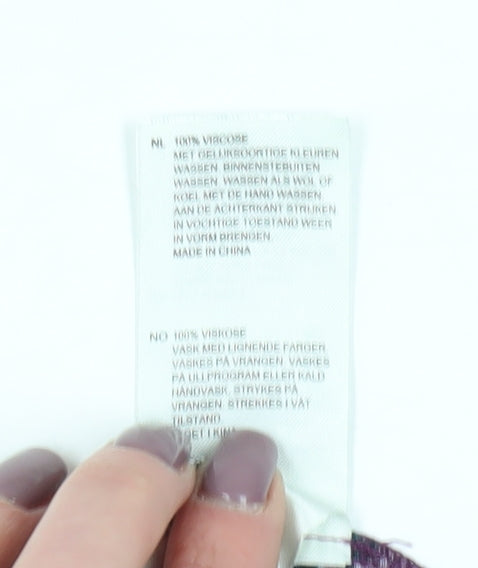 NL 100% VISCOSE
MET GELIJKSOORTIGE KLEUREN
WASSEN. BINNENSTEBUITEN
WASSEN. WASSEN ALS WOL OF
KOEL MET DE HAND WASSEN.
AAN DE ACHTERKANT STRIJKEN.
IN VOCHTIGE TOESTAND WEER
IN VORM BRENGEN.
MADE IN CHINA
NO 100% VISKOSE
VASK MED LIGNENDE FARGER.
VASKES PÅ VRANGEN. VASKES
PÅ ULLPROGRAM ELLER KALD
HÅNDVASK. STRYKES PÅ
VRANGEN. STREKKES I VÅT
TILSTAND
I KINA